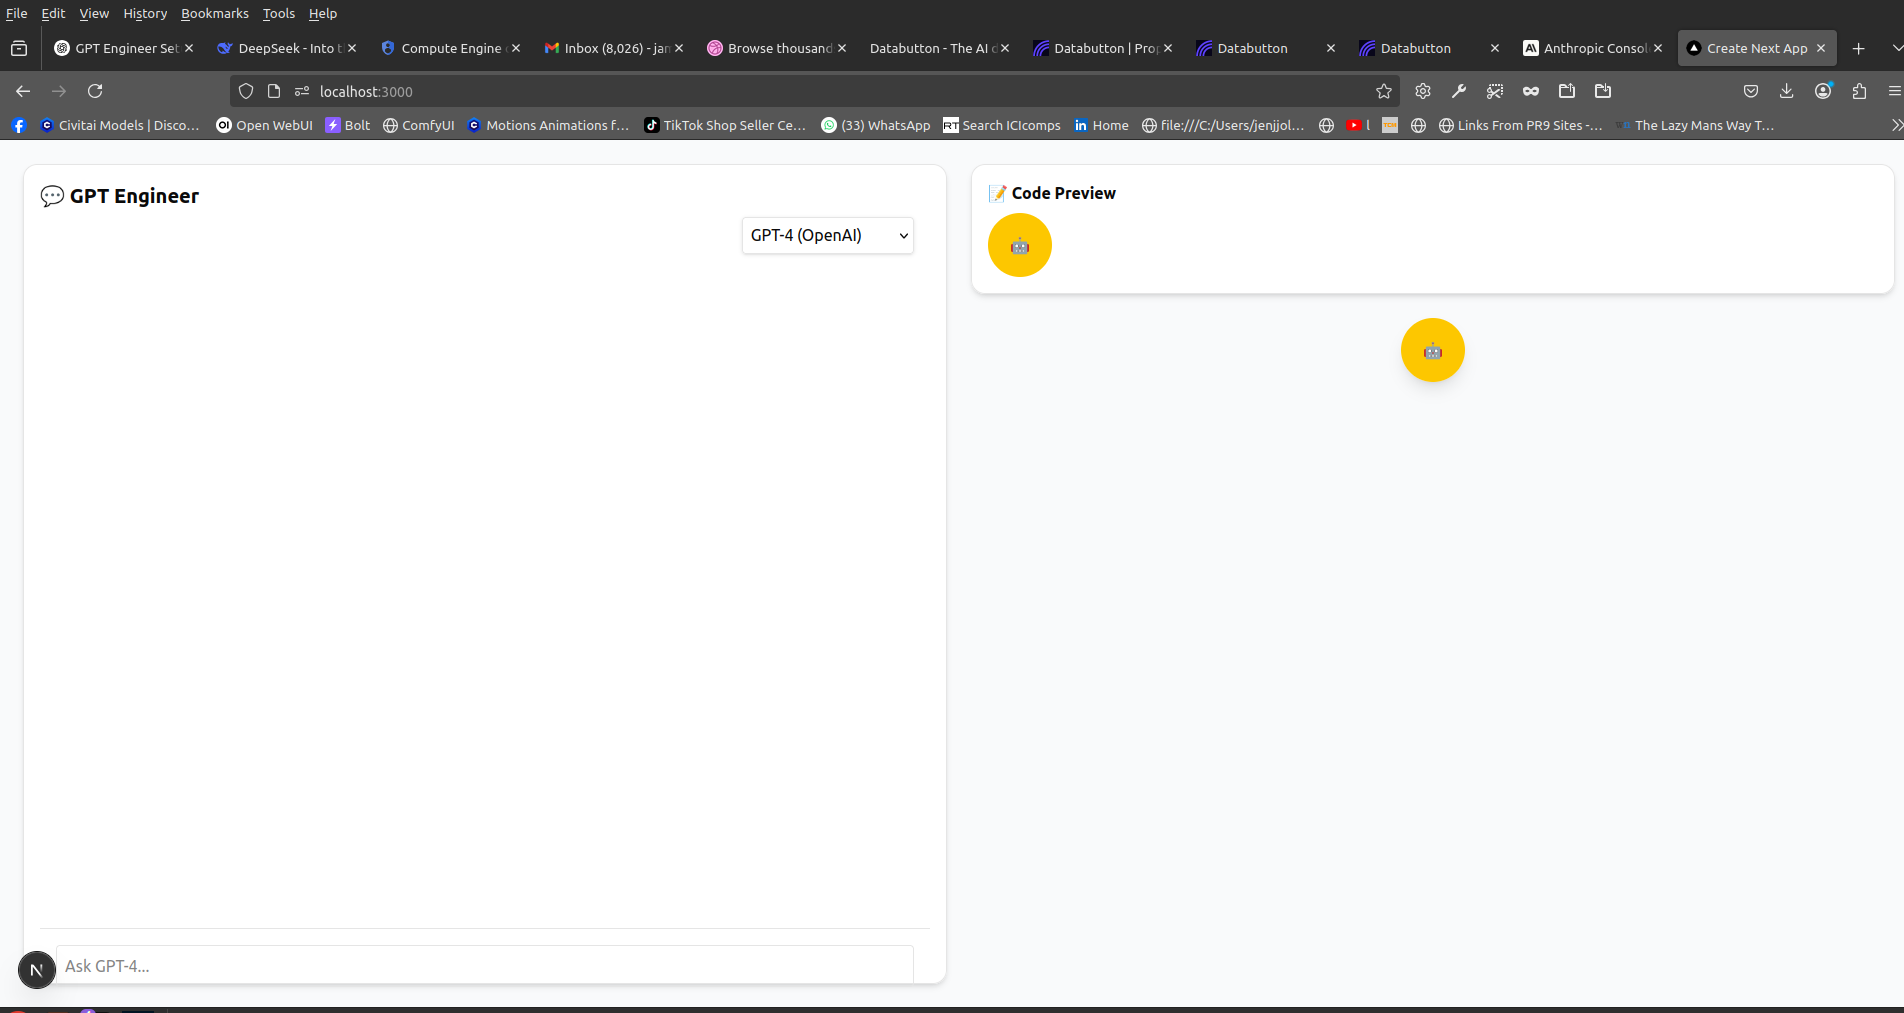 File Edit View History Bookmarks Tools Help
GPT Engineer Set
DeepSeek - Into t
Compute Engine
Inbox (8,026) - jan
Browse thousand
Databutton - The AI d
Databutton | Prop
Databutton
Databutton
Anthropic Consol
Create Next App
localhost:3000
Civitai Models | Disco...
Open WebUI
Bolt
ComfyUI
Motions Animations f...
TikTok Shop Seller Ce...
(33) WhatsApp
RT Search ICIcomps
in Home
file:///C:/Users/jenjjol...
l
Links From PR9 Sites -...
The Lazy Mans Way T...
GPT Engineer
GPT-4 (OpenAI)
Ask GPT-4...
N
Code Preview